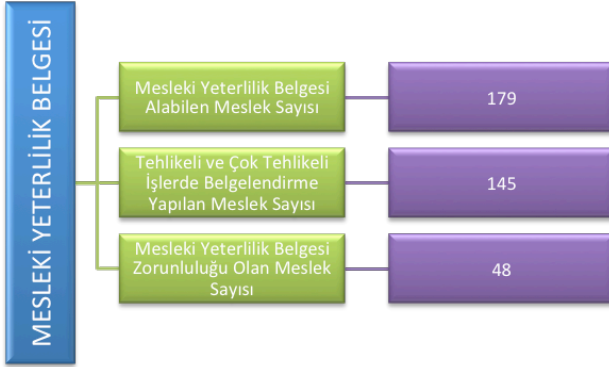 MESLEKİ YETERLİLİK BELGESİ
Mesleki Yeterlilik Belgesi
Alabilen Meslek Sayısı
179
Tehlikeli ve Çok Tehlikeli
İşlerde Belgelendirme
Yapılan Meslek Sayısı
145
Mesleki Yeterlilik Belgesi
Zorunluluğu Olan Meslek
Sayısı
48